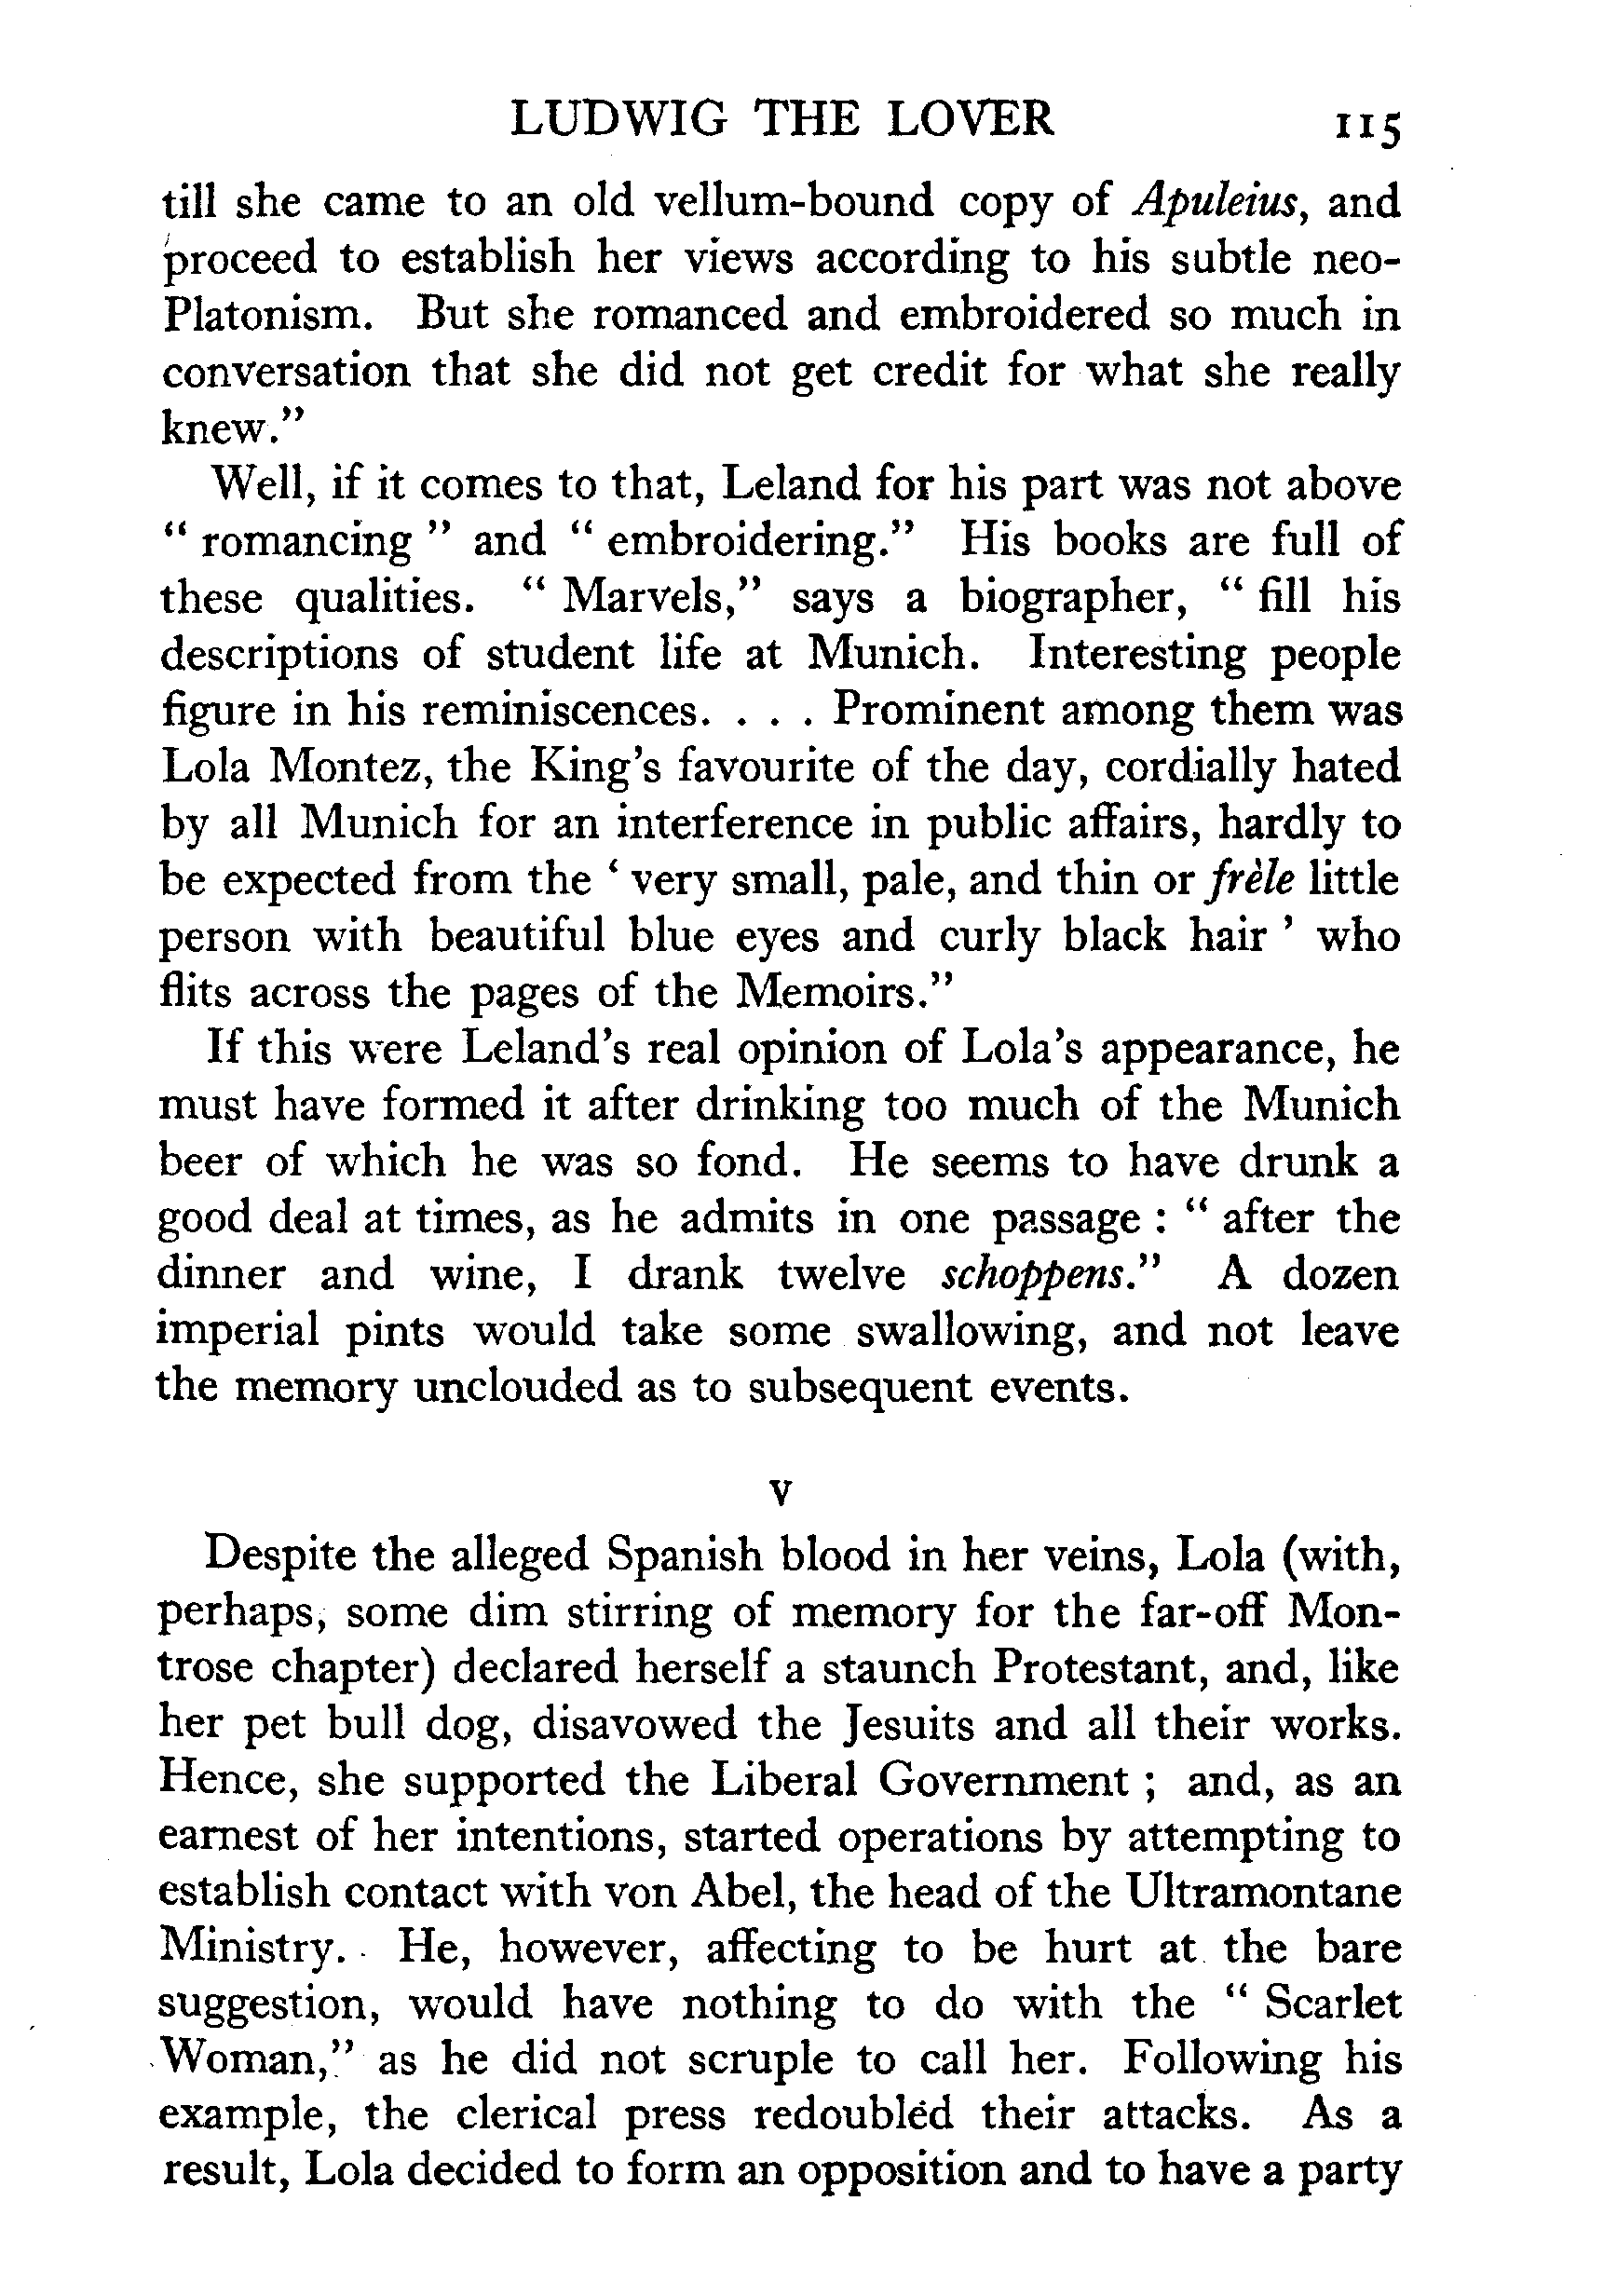 LUDWIG THE LOVER 115
till she came to an old vellum-bound copy of Apuleius, and
proceed to establish her views according to his subtle neo-
Platonism. But she romanced and embroidered so much in
conversation that she did not get credit for what she really
knew.”
Well, if it comes to that, Leland for his part was not above
“ romancing ” and “ embroidering.” His books are full of
these qualities. “ Marvels,” says a biographer, “ fill his
descriptions of student life at Munich. Interesting people
figure in his reminiscences. . . . Prominent among them was
Lola Montez, the King’s favourite of the day, cordially hated
by all Munich for an interference in public affairs, hardly to
be expected from the ‘ very small, pale, and thin or frèle little
person with beautiful blue eyes and curly black hair ’ who
flits across the pages of the Memoirs.”
If this were Leland’s real opinion of Lola’s appearance, he
must have formed it after drinking too much of the Munich
beer of which he was so fond. He seems to have drunk a
good deal at times, as he admits in one passage : “ after the
dinner and wine, I drank twelve schoppens.” A dozen
imperial pints would take some swallowing, and not leave
the memory unclouded as to subsequent events.
V
Despite the alleged Spanish blood in her veins, Lola (with,
perhaps, some dim stirring of memory for the far-off Mon-
trose chapter) declared herself a staunch Protestant, and, like
her pet bull dog, disavowed the Jesuits and all their works.
Hence, she supported the Liberal Government ; and, as an
earnest of her intentions, started operations by attempting to
establish contact with von Abel, the head of the Ultramontane
Ministry. He, however, affecting to be hurt at the bare
suggestion, would have nothing to do with the “ Scarlet
Woman,” as he did not scruple to call her. Following his
example, the clerical press redoubled their attacks. As a
result, Lola decided to form an opposition and to have a party